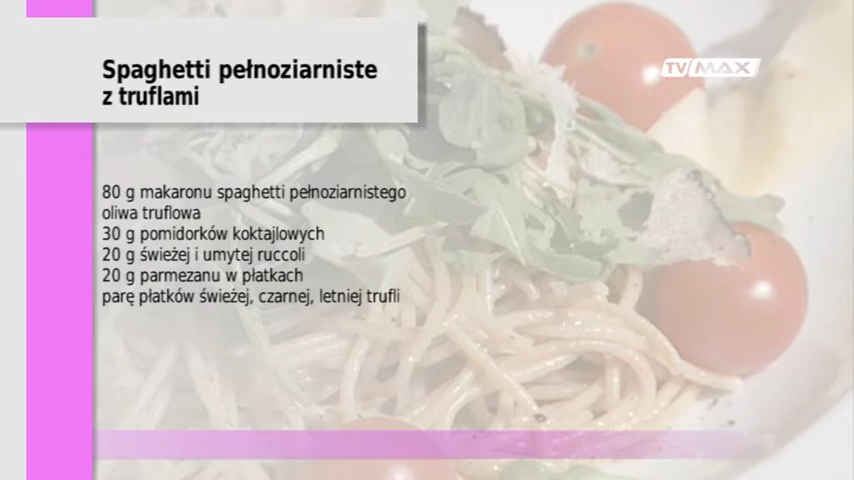 Spaghetti pełnoziarniste
z truflami
TV MAX
80 g makaronu spaghetti pełnoziarnistego
oliwa truflowa
30 g pomidorków koktajlowych
20 g świeżej i umytej ruccoli
20 g parmezanu w płatkach
parę płatków świeżej, czarnej, letniej trufli